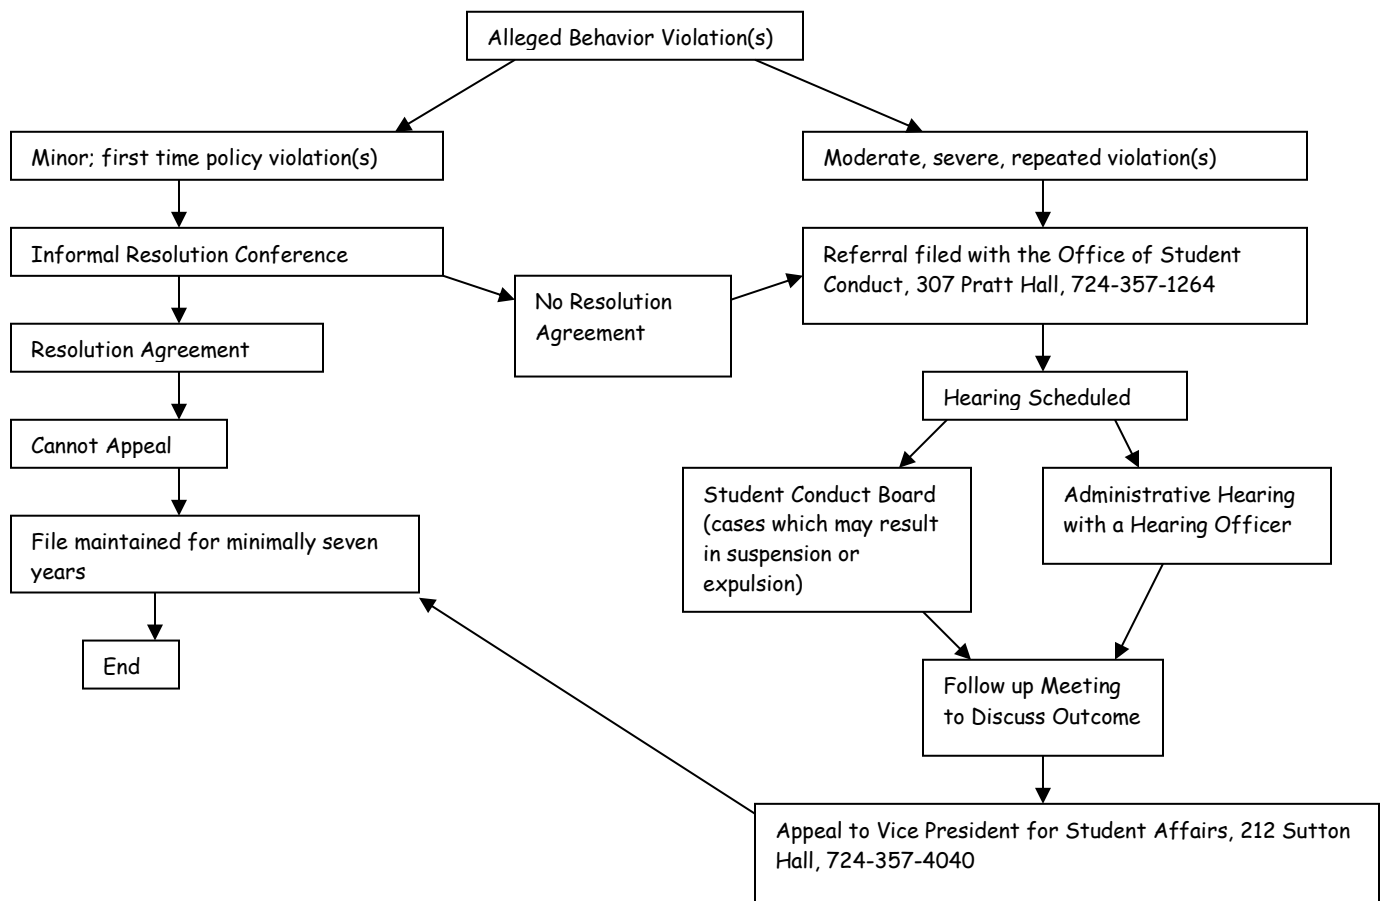 Alleged Behavior Violation(s)
Minor; first time policy violation(s)
Moderate, severe, repeated violation(s)
Informal Resolution Conference
Referral filed with the Office of Student
Conduct, 307 Pratt Hall, 724-357-1264
No Resolution
Agreement
Resolution Agreement
Hearing Scheduled
Cannot Appeal
Student Conduct Board
(cases which may result
in suspension or
expulsion)
Administrative Hearing
with a Hearing Officer
File maintained for minimally seven
years
End
Follow up Meeting
to Discuss Outcome
Appeal to Vice President for Student Affairs, 212 Sutton
Hall, 724-357-4040